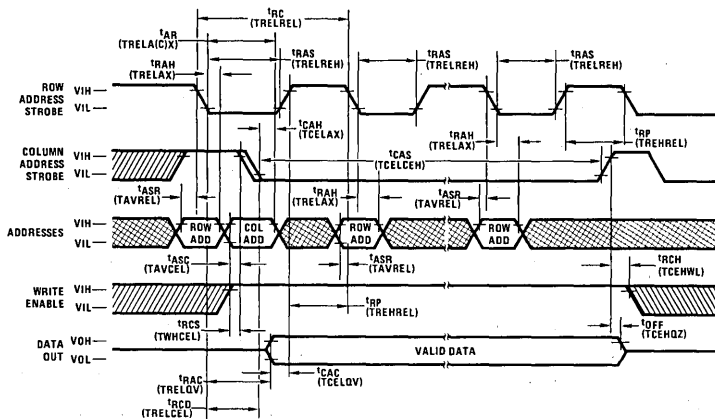 tRC
(TRELREL)
tAR
(TRELA(C)X)
tRAS
(TRELREH)
tRAS
(TRELREH)
tRAS
(TRELREH)
tRAH
(TRELAX)
ROW
ADDRESS
STROBE
VIH
VIL
tCAH
(TCELAX)
tRAH
(TRELAX)
tRP
(TREHREL)
COLUMN
ADDRESS
STROBE
VIH
VIL
tCAS
(TCELCEH)
tASR
(TAVREL)
tRAH
(TRELAX)
tASR
(TAVREL)
ADDRESSES
VIH
VIL
ROW
ADD
COL
ADD
ROW
ADD
ROW
ADD
tASC
(TAVCEL)
tASR
(TAVREL)
tRCH
(TCEHWL)
WRITE
ENABLE
VIH
VIL
tRP
(TREHREL)
tRCS
(TWHCEL)
tOFF
(TCEHQZ)
DATA
OUT
VOH
VOL
VALID DATA
tRAC
(TRELQV)
tCAC
(TCELQV)
tRCD
(TRELCEL)